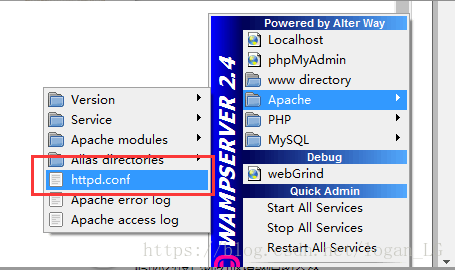 Powered by Alter Way
Localhost
phpMyAdmin
www directory
Apache
PHP
MySQL
Debug
webGrind
Quick Admin
Start All Services
Stop All Services
Restart All Services
WAMPSERVER 2.4
Version
Service
Apache modules
Alias directories
httpd.conf
Apache error log
Apache access log
https://blog.csdn.net/rogan_LG